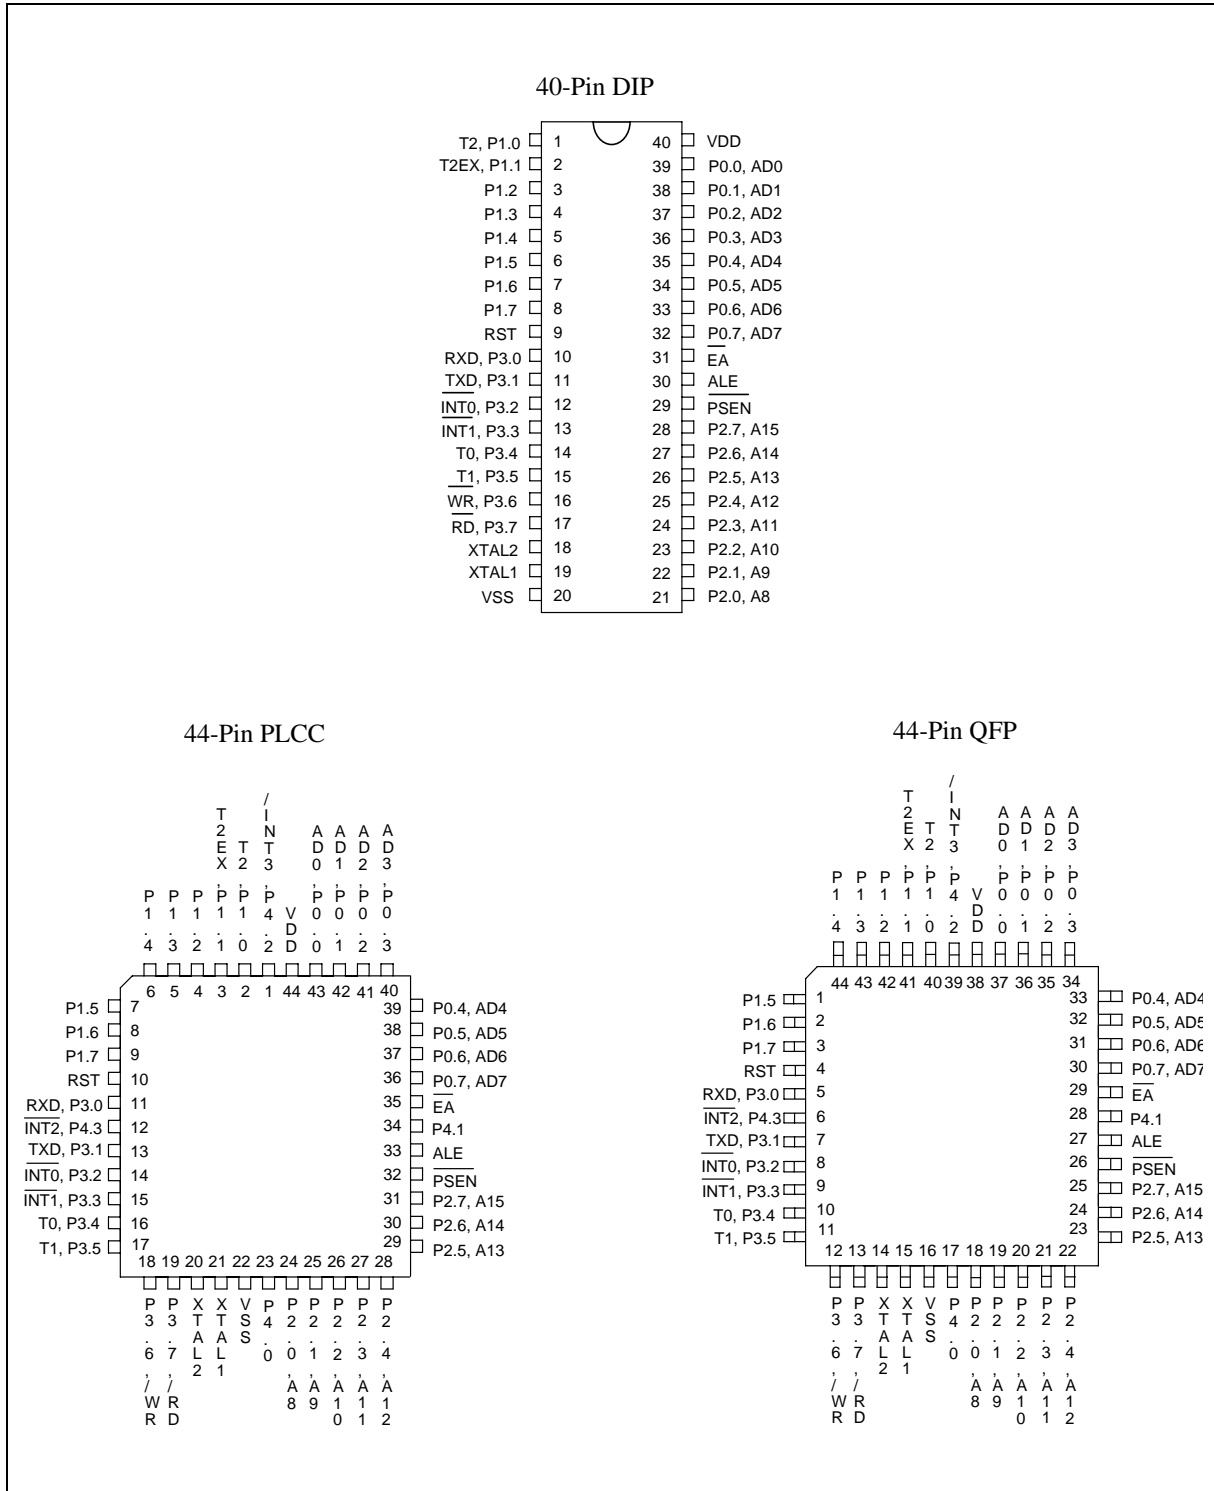 40-Pin DIP
T2, P1.0 1 40 VDD
T2EX, P1.1 2 39 P0.0, AD0
P1.2 3 38 P0.1, AD1
P1.3 4 37 P0.2, AD2
P1.4 5 36 P0.3, AD3
P1.5 6 35 P0.4, AD4
P1.6 7 34 P0.5, AD5
P1.7 8 33 P0.6, AD6
RST 9 32 P0.7, AD7
RXD, P3.0 10 31 EA
TXD, P3.1 11 30 ALE
INT0, P3.2 12 29 PSEN
INT1, P3.3 13 28 P2.7, A15
T0, P3.4 14 27 P2.6, A14
T1, P3.5 15 26 P2.5, A13
WR, P3.6 16 25 P2.4, A12
RD, P3.7 17 24 P2.3, A11
XTAL2 18 23 P2.2, A10
XTAL1 19 22 P2.1, A9
VSS 20 21 P2.0, A8
44-Pin PLCC
P1.4
P1.3
P1.2
T2EX, P1.1
T2, P1.0
/INT3, P4.2
VDD
AD0, P0.0
AD1, P0.1
AD2, P0.2
AD3, P0.3
6 5 4 3 2 1 44 43 42 41 40
P1.5 7 39 P0.4, AD4
P1.6 8 38 P0.5, AD5
P1.7 9 37 P0.6, AD6
RST 10 36 P0.7, AD7
RXD, P3.0 11 35 EA
INT2, P4.3 12 34 P4.1
TXD, P3.1 13 33 ALE
INT0, P3.2 14 32 PSEN
INT1, P3.3 15 31 P2.7, A15
T0, P3.4 16 30 P2.6, A14
T1, P3.5 17 29 P2.5, A13
18 19 20 21 22 23 24 25 26 27 28
P3.6, /WR
P3.7, /RD
XTAL2
XTAL1
VSS
P4.0
P2.0, A8
P2.1, A9
P2.2, A10
P2.3, A11
P2.4, A12
44-Pin QFP
P1.4
P1.3
P1.2
T2EX, P1.1
T2, P1.0
/INT3, P4.2
VDD
AD0, P0.0
AD1, P0.1
AD2, P0.2
AD3, P0.3
44 43 42 41 40 39 38 37 36 35 34
P1.5 1 33 P0.4, AD4
P1.6 2 32 P0.5, AD5
P1.7 3 31 P0.6, AD6
RST 4 30 P0.7, AD7
RXD, P3.0 5 29 EA
INT2, P4.3 6 28 P4.1
TXD, P3.1 7 27 ALE
INT0, P3.2 8 26 PSEN
INT1, P3.3 9 25 P2.7, A15
T0, P3.4 10 24 P2.6, A14
T1, P3.5 11 23 P2.5, A13
12 13 14 15 16 17 18 19 20 21 22
P3.6, /WR
P3.7, /RD
XTAL2
XTAL1
VSS
P4.0
P2.0, A8
P2.1, A9
P2.2, A10
P2.3, A11
P2.4, A12